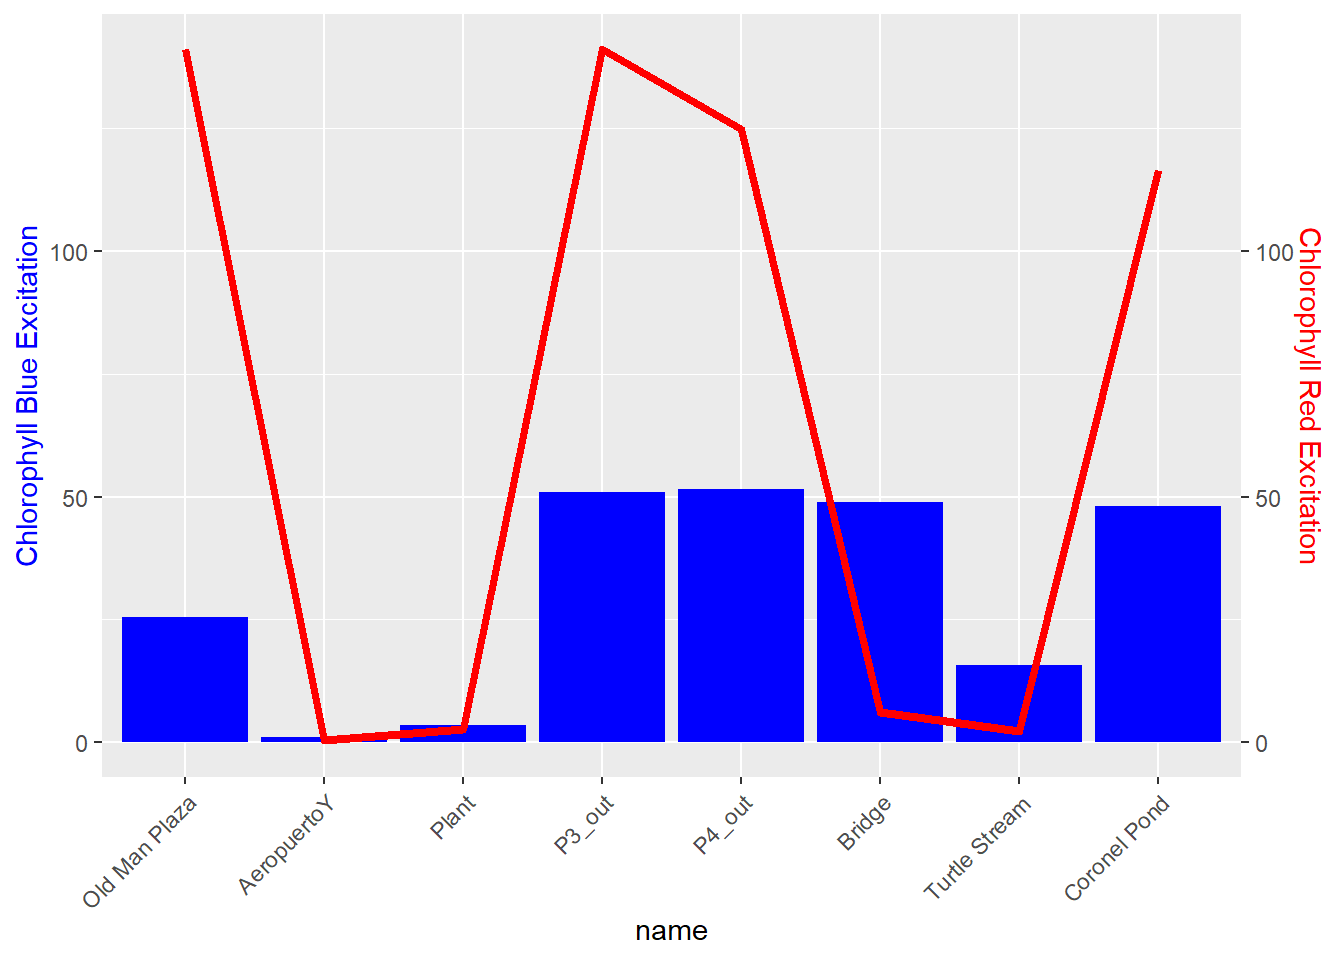 Chlorophyll Blue Excitation
100
50
0
100
50
0
Chlorophyll Red Excitation
Old Man Plaza
AeropuertoY
Plant
P3_out
P4_out
Bridge
Turtle Stream
Coronel Pond
name